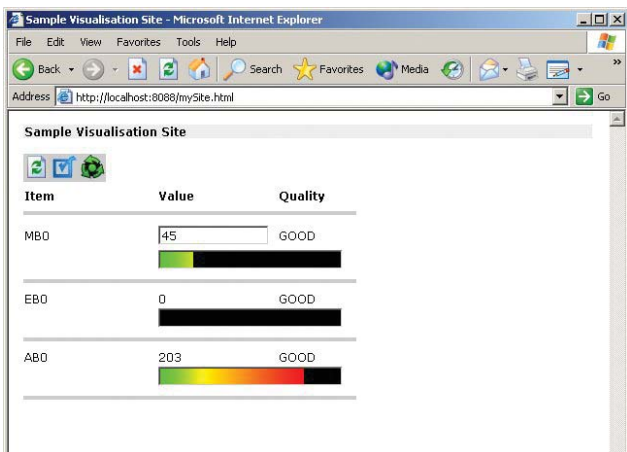 Sample Visualisation Site - Microsoft Internet Explorer
File Edit View Favorites Tools Help
Back Search Favorites Media »
Address http://localhost:8088/mySite.html Go
Sample Visualisation Site
Item Value Quality
MB0 45 GOOD
EB0 0 GOOD
AB0 203 GOOD